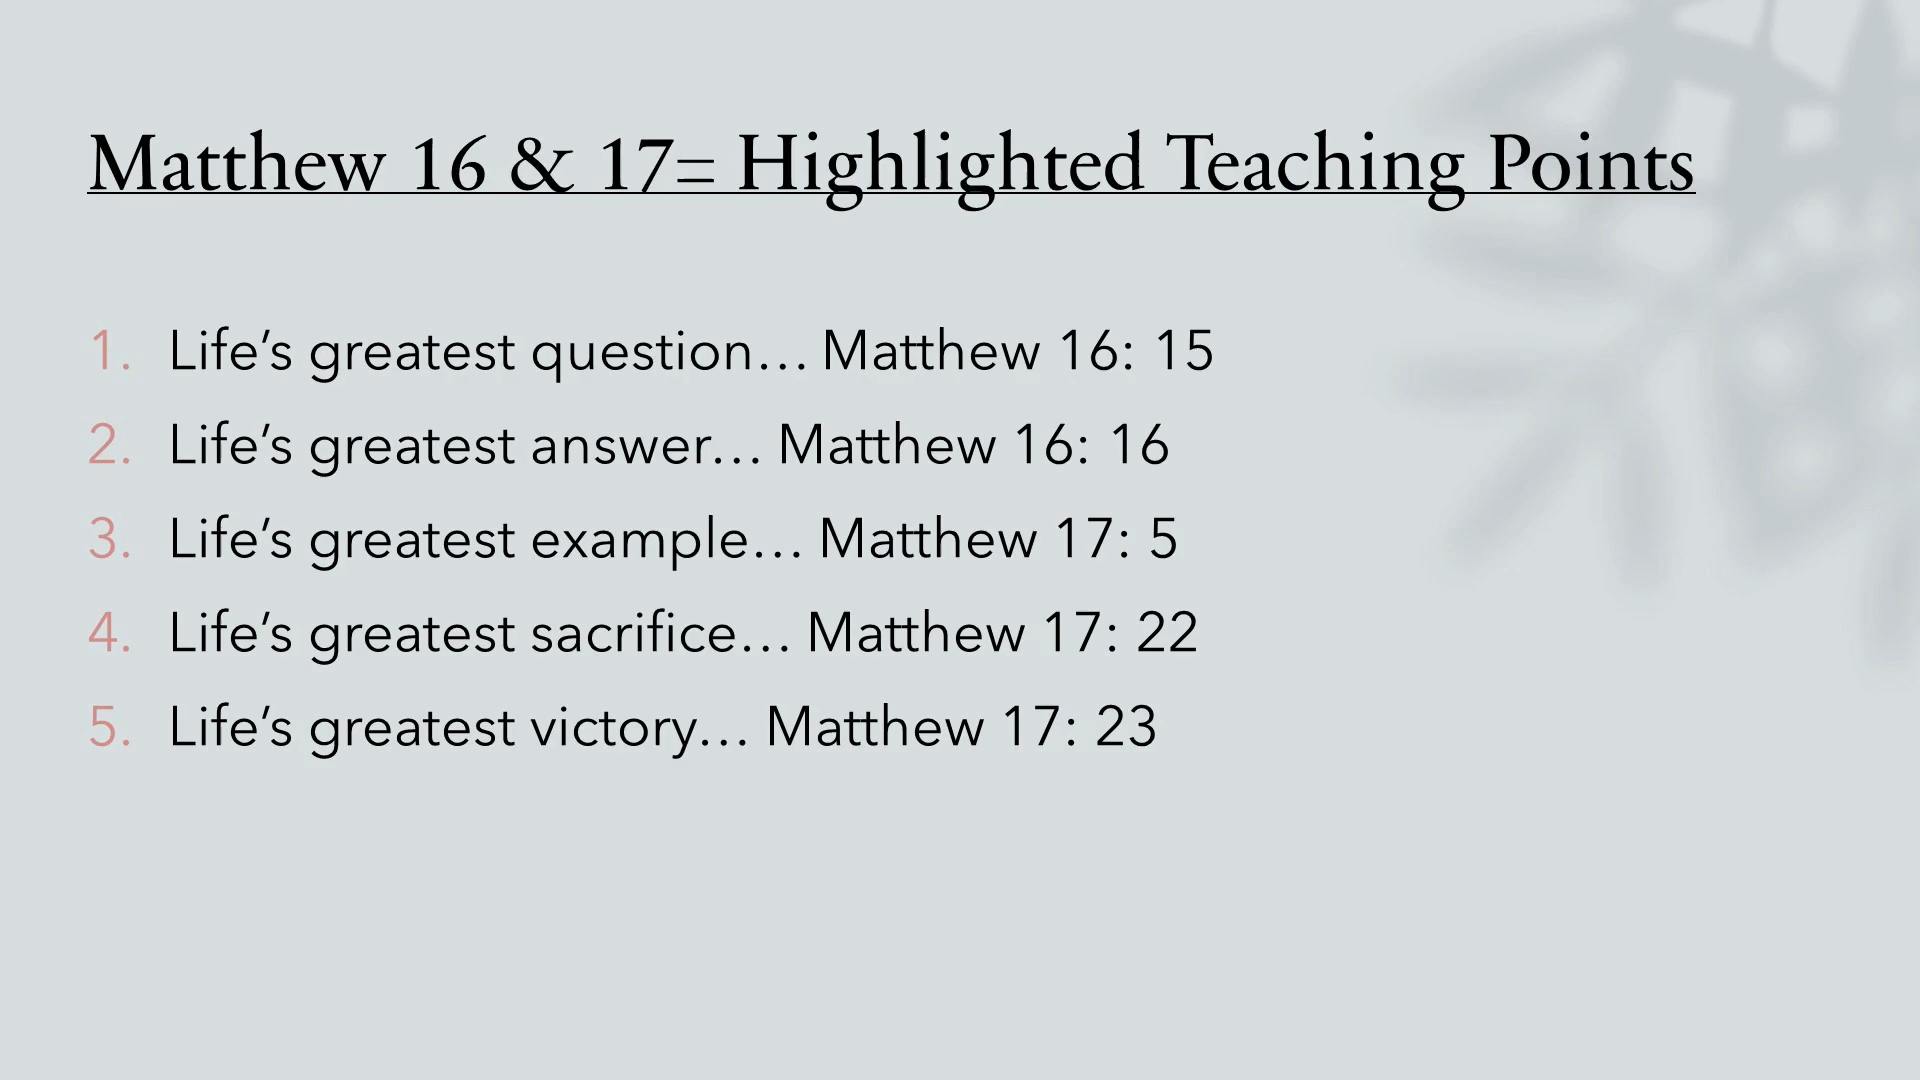 Matthew 16 & 17= Highlighted Teaching Points
1. Life’s greatest question… Matthew 16: 15
2. Life’s greatest answer… Matthew 16: 16
3. Life’s greatest example… Matthew 17: 5
4. Life’s greatest sacrifice… Matthew 17: 22
5. Life’s greatest victory… Matthew 17: 23